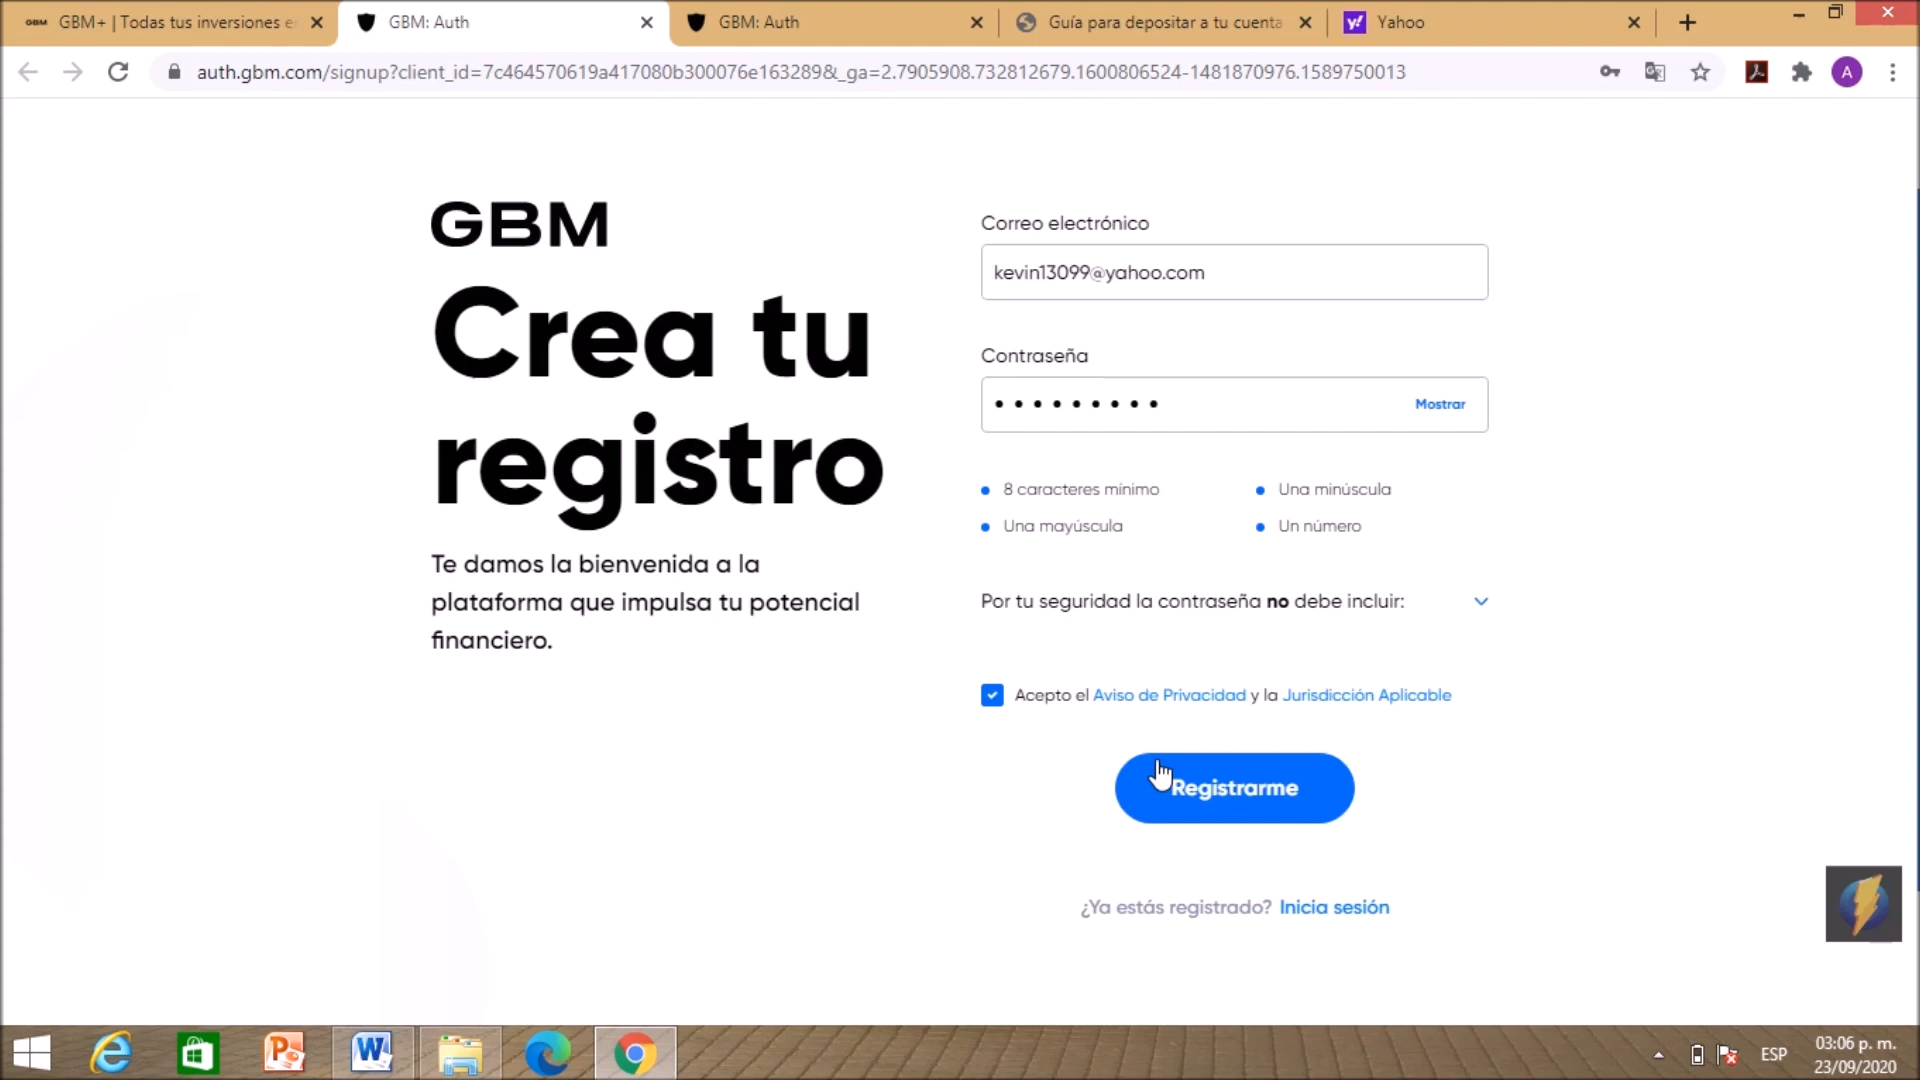 GBM GBM+ | Todas tus inversiones e
GBM: Auth
GBM: Auth
Guía para depositar a tu cuenta
Yahoo
auth.gbm.com/signup?client_id=7c464570619a417080b300076e163289&_ga=2.7905908.732812679.1600806524-1481870976.1589750013
A
GBM
Crea tu
registro
Te damos la bienvenida a la
plataforma que impulsa tu potencial
financiero.
Correo electrónico
kevin13099@yahoo.com
Contraseña
Mostrar
8 caracteres mínimo
Una minúscula
Una mayúscula
Un número
Por tu seguridad la contraseña no debe incluir:
Acepto el Aviso de Privacidad y la Jurisdicción Aplicable
Registrarme
¿Ya estás registrado? Inicia sesión
ESP
03:06 p. m.
23/09/2020